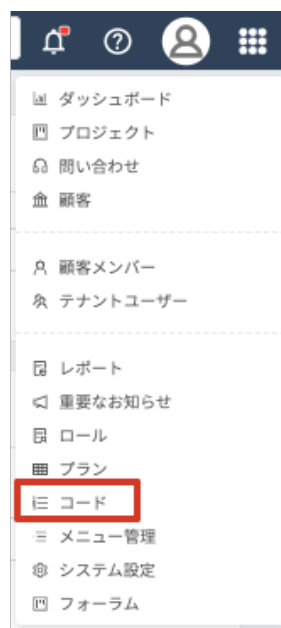 ダッシュボード
プロジェクト
問い合わせ
顧客
顧客メンバー
テナントユーザー
レポート
重要なお知らせ
ロール
プラン
コード
メニュー管理
システム設定
フォーラム